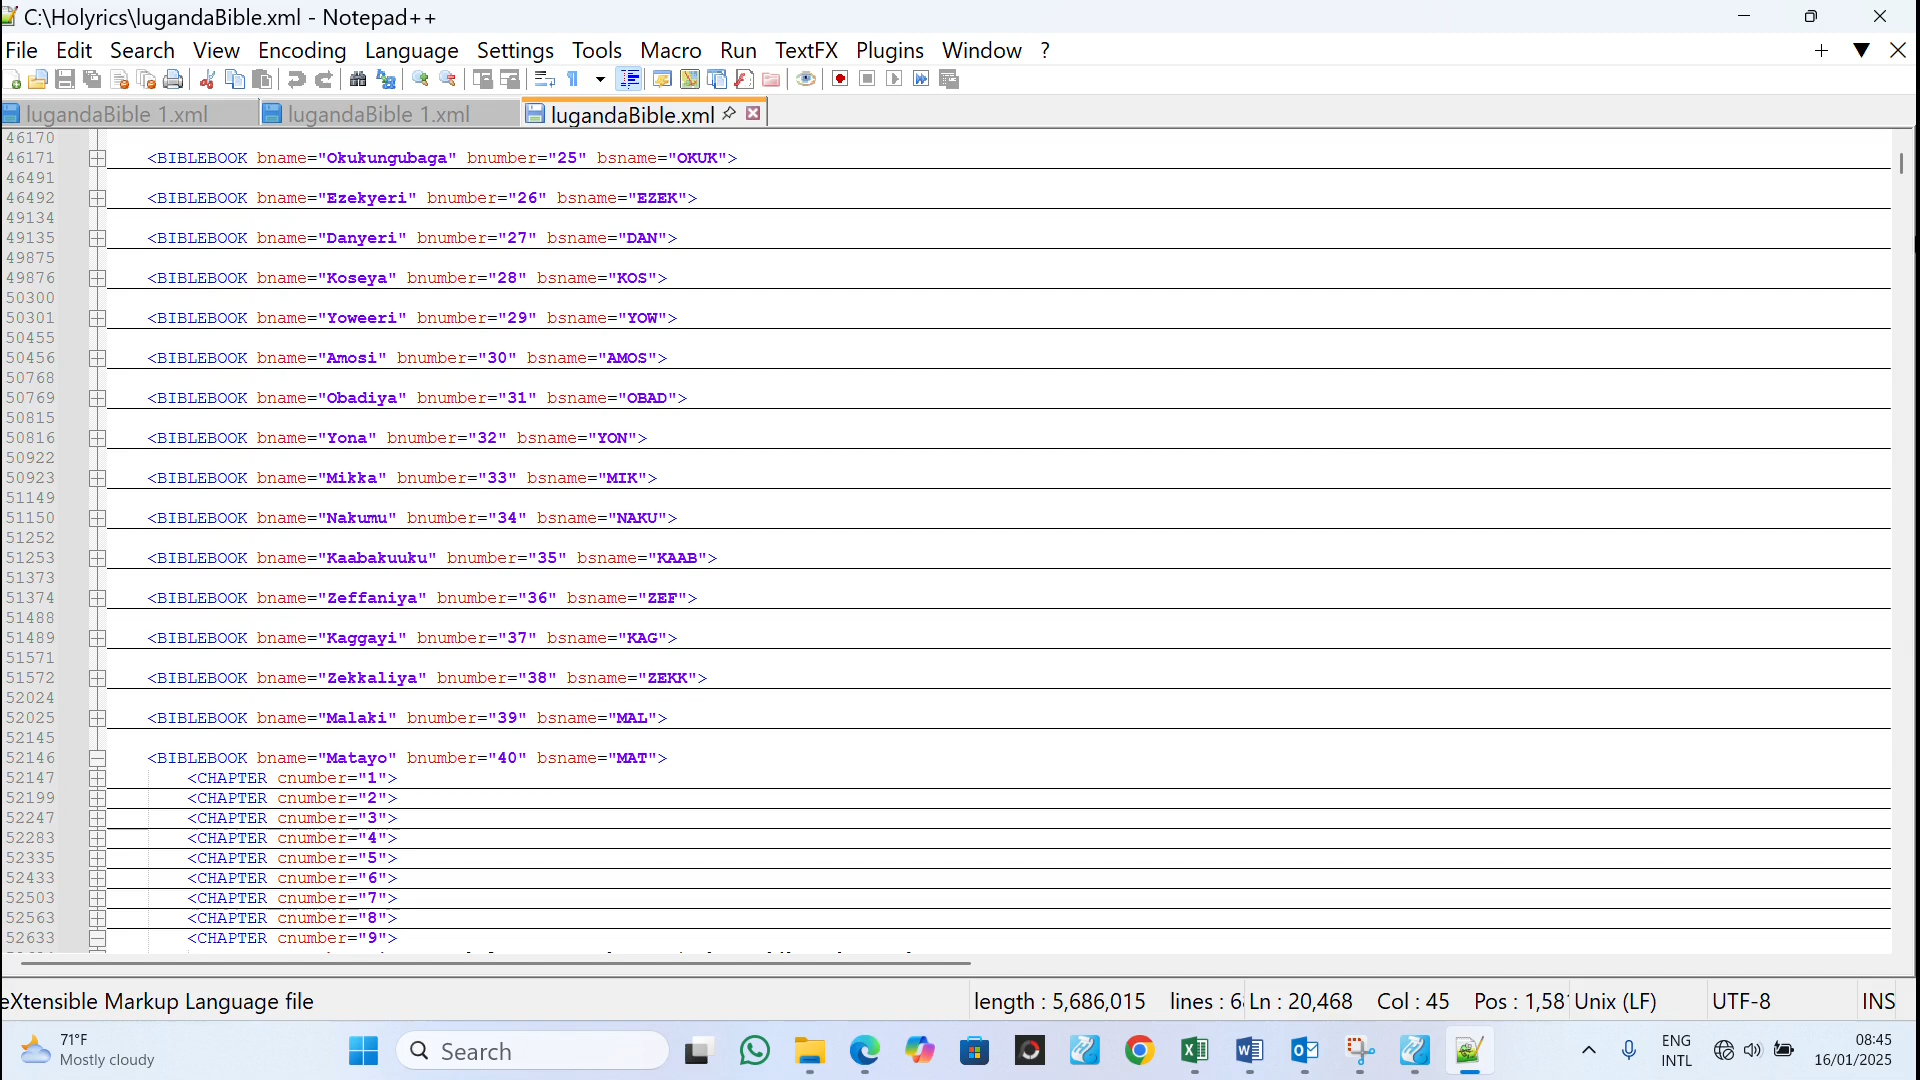 C:\Holyrics\lugandaBible.xml - Notepad++
File Edit Search View Encoding Language Settings Tools Macro Run TextFX Plugins Window ?
lugandaBible 1.xml lugandaBible 1.xml lugandaBible.xml
46170
46171 <BIBLEBOOK bname="Okukungubaga" bnumber="25" bsname="OKUK">
46491
46492 <BIBLEBOOK bname="Ezekyeri" bnumber="26" bsname="EZEK">
49134
49135 <BIBLEBOOK bname="Danyeri" bnumber="27" bsname="DAN">
49875
49876 <BIBLEBOOK bname="Koseya" bnumber="28" bsname="KOS">
50300
50301 <BIBLEBOOK bname="Yoweeri" bnumber="29" bsname="YOW">
50455
50456 <BIBLEBOOK bname="Amosi" bnumber="30" bsname="AMOS">
50768
50769 <BIBLEBOOK bname="Obadiya" bnumber="31" bsname="OBAD">
50815
50816 <BIBLEBOOK bname="Yona" bnumber="32" bsname="YON">
50922
50923 <BIBLEBOOK bname="Mikka" bnumber="33" bsname="MIK">
51149
51150 <BIBLEBOOK bname="Nakumu" bnumber="34" bsname="NAKU">
51252
51253 <BIBLEBOOK bname="Kaabakuuku" bnumber="35" bsname="KAAB">
51373
51374 <BIBLEBOOK bname="Zeffaniya" bnumber="36" bsname="ZEF">
51488
51489 <BIBLEBOOK bname="Kaggayi" bnumber="37" bsname="KAG">
51571
51572 <BIBLEBOOK bname="Zekkaliya" bnumber="38" bsname="ZEKK">
52024
52025 <BIBLEBOOK bname="Malaki" bnumber="39" bsname="MAL">
52145
52146 <BIBLEBOOK bname="Matayo" bnumber="40" bsname="MAT">
52147 <CHAPTER cnumber="1">
52199 <CHAPTER cnumber="2">
52247 <CHAPTER cnumber="3">
52283 <CHAPTER cnumber="4">
52335 <CHAPTER cnumber="5">
52433 <CHAPTER cnumber="6">
52503 <CHAPTER cnumber="7">
52563 <CHAPTER cnumber="8">
52633 <CHAPTER cnumber="9">
eXtensible Markup Language file length : 5,686,015 lines : 6 Ln : 20,468 Col : 45 Pos : 1,58 Unix (LF) UTF-8 INS
71°F
Mostly cloudy
Search
ENG
INTL
08:45
16/01/2025